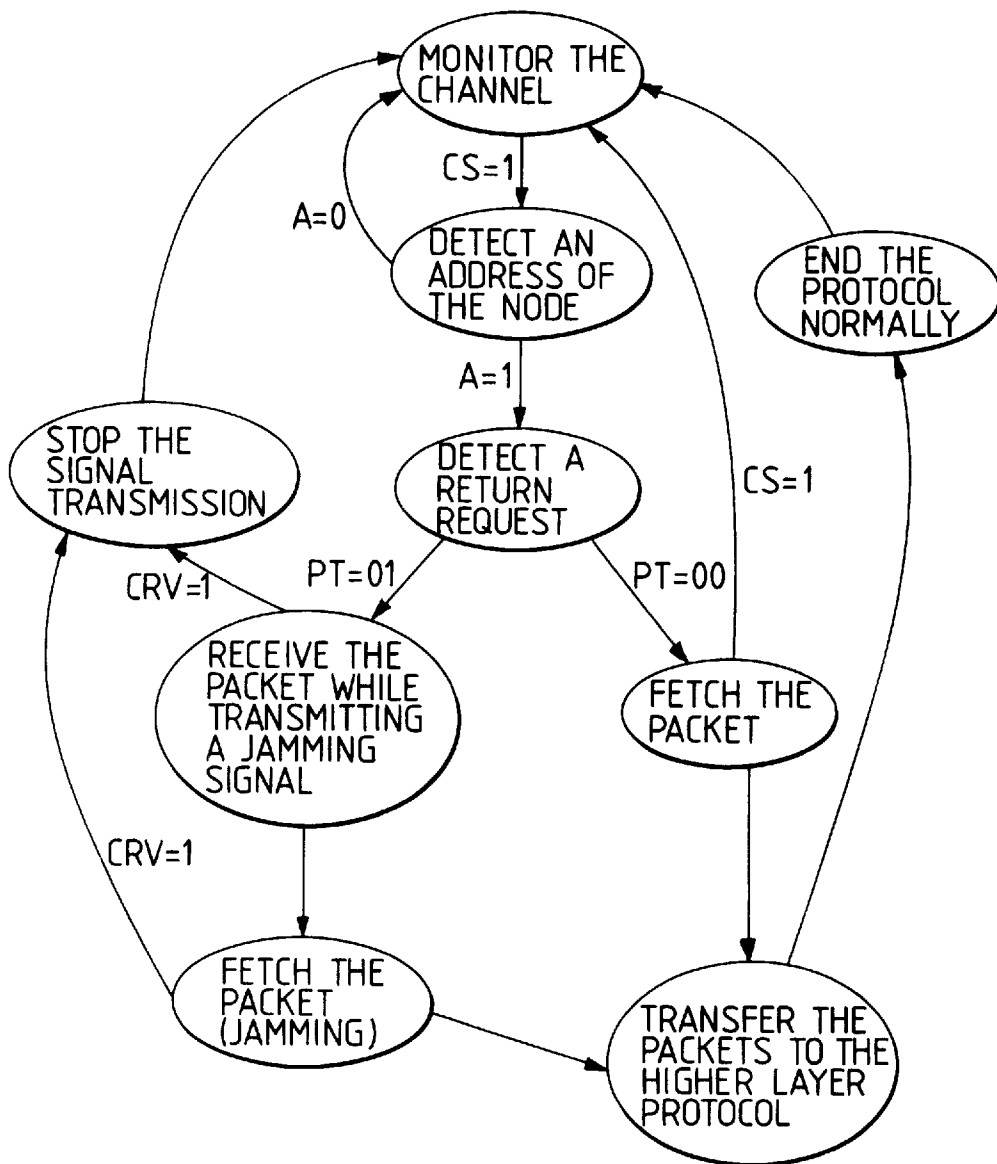 MONITOR THE
CHANNEL
CS=1
A=0
DETECT AN
ADDRESS OF
THE NODE
END THE
PROTOCOL
NORMALLY
A=1
STOP THE
SIGNAL
TRANSMISSION
DETECT A
RETURN
REQUEST
CS=1
CRV=1
PT=01
PT=00
RECEIVE THE
PACKET WHILE
TRANSMITTING
A JAMMING
SIGNAL
FETCH THE
PACKET
CRV=1
FETCH THE
PACKET
(JAMMING)
TRANSFER THE
PACKETS TO THE
HIGHER LAYER
PROTOCOL